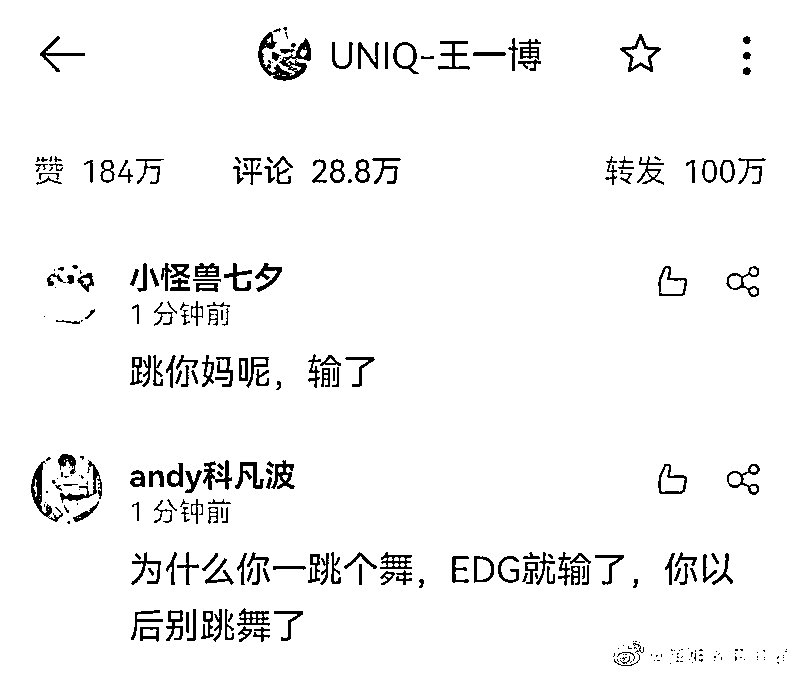 UNIQ-王一博
赞 184万 评论 28.8万 转发 100万
小怪兽七夕
1 分钟前
跳你妈呢，输了
andy科凡波
1 分钟前
为什么你一跳个舞，EDG就输了，你以
后别跳舞了